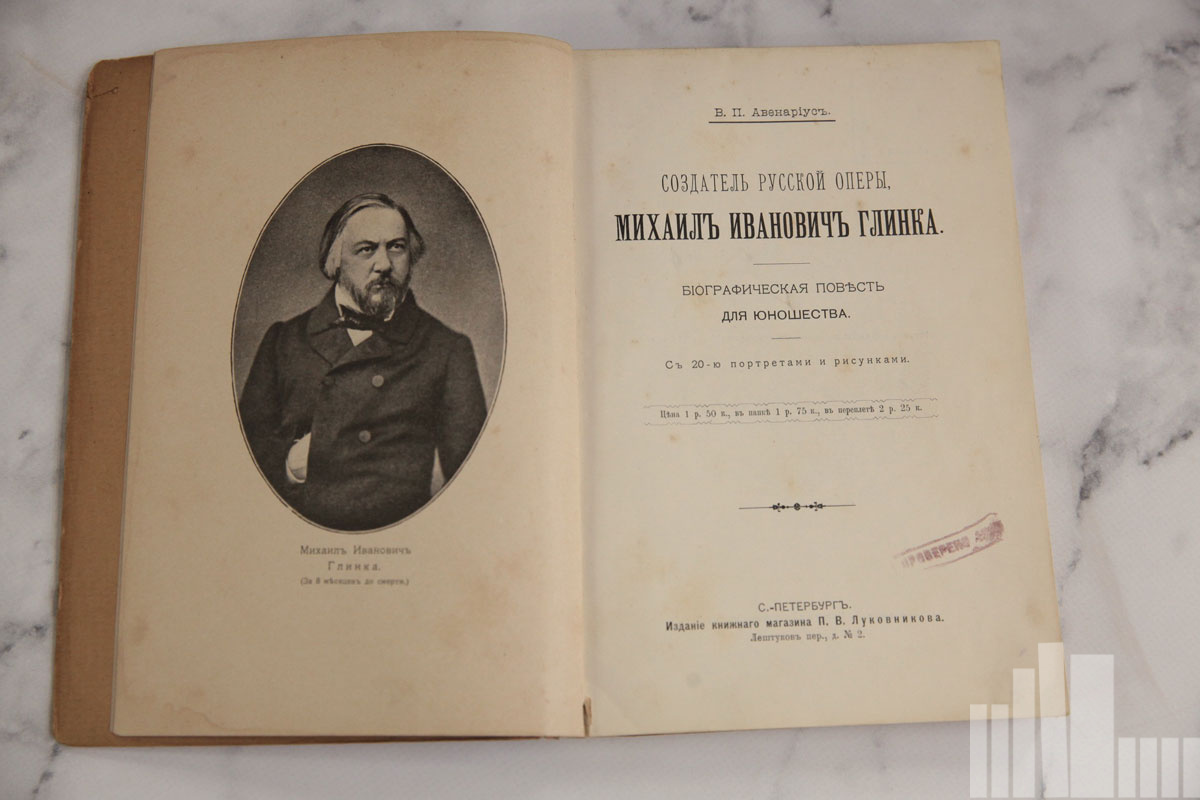 Михаилъ Ивановичъ
Глинка.
(За 8 мѣсяцевъ до смерти.)
В. П. Авенаріусъ.
СОЗДАТЕЛЬ РУССКОЙ ОПЕРЫ,
МИХАИЛЪ ИВАНОВИЧЪ ГЛИНКА.
БІОГРАФИЧЕСКАЯ ПОВѢСТЬ
ДЛЯ ЮНОШЕСТВА.
Съ 20-ю портретами и рисунками.
Цѣна 1 р. 50 к., въ папкѣ 1 р. 75 к., въ переплетѣ 2 р. 25 к.
ПРОВЕРЕНО
С.-ПЕТЕРБУРГЪ.
Изданіе книжнаго магазина П. В. Луковникова.
Лештуковъ пер., д. № 2.